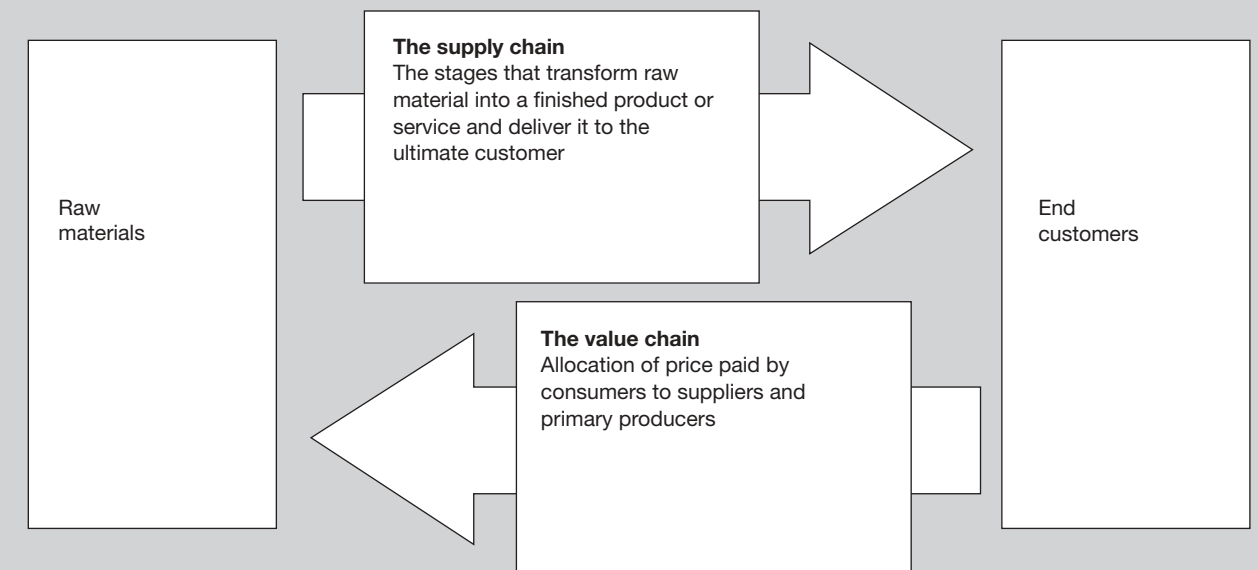 The supply chain
The stages that transform raw
material into a finished product or
service and deliver it to the
ultimate customer
Raw
materials
End
customers
The value chain
Allocation of price paid by
consumers to suppliers and
primary producers